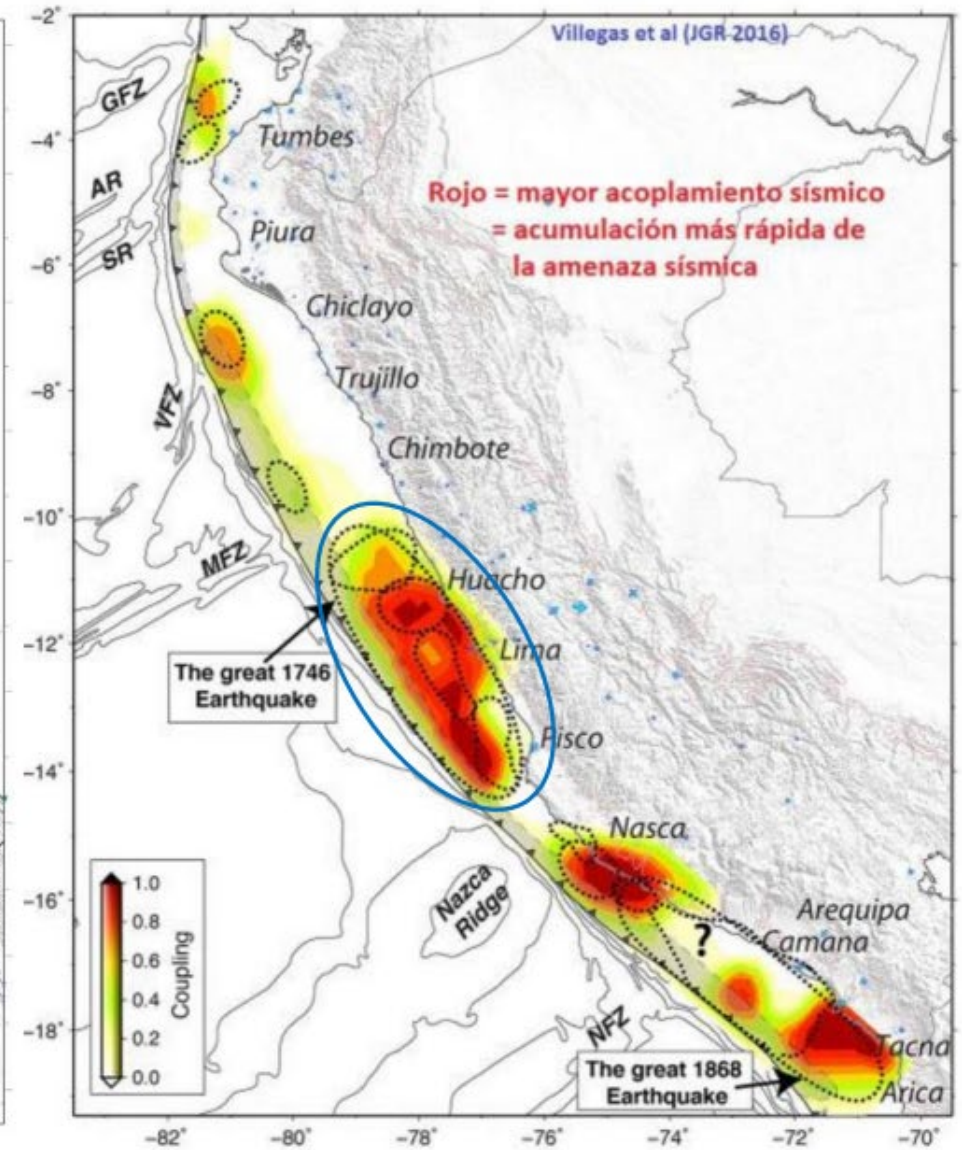 Villegas et al (JGR 2016)
Rojo = mayor acoplamiento sísmico
= acumulación más rápida de
la amenaza sísmica
−2°
−4°
−6°
−8°
−10°
−12°
−14°
−16°
−18°
GFZ
AR
SR
VFZ
MFZ
Tumbes
Piura
Chiclayo
Trujillo
Chimbote
Huacho
Lima
Pisco
The great 1746
Earthquake
Nasca
Nazca
Ridge
Arequipa
Camana
?
NFZ
Tacna
Arica
The great 1868
Earthquake
1.0
0.8
0.6
0.4
0.2
0.0
Coupling
−82°
−80°
−78°
−76°
−74°
−72°
−70°